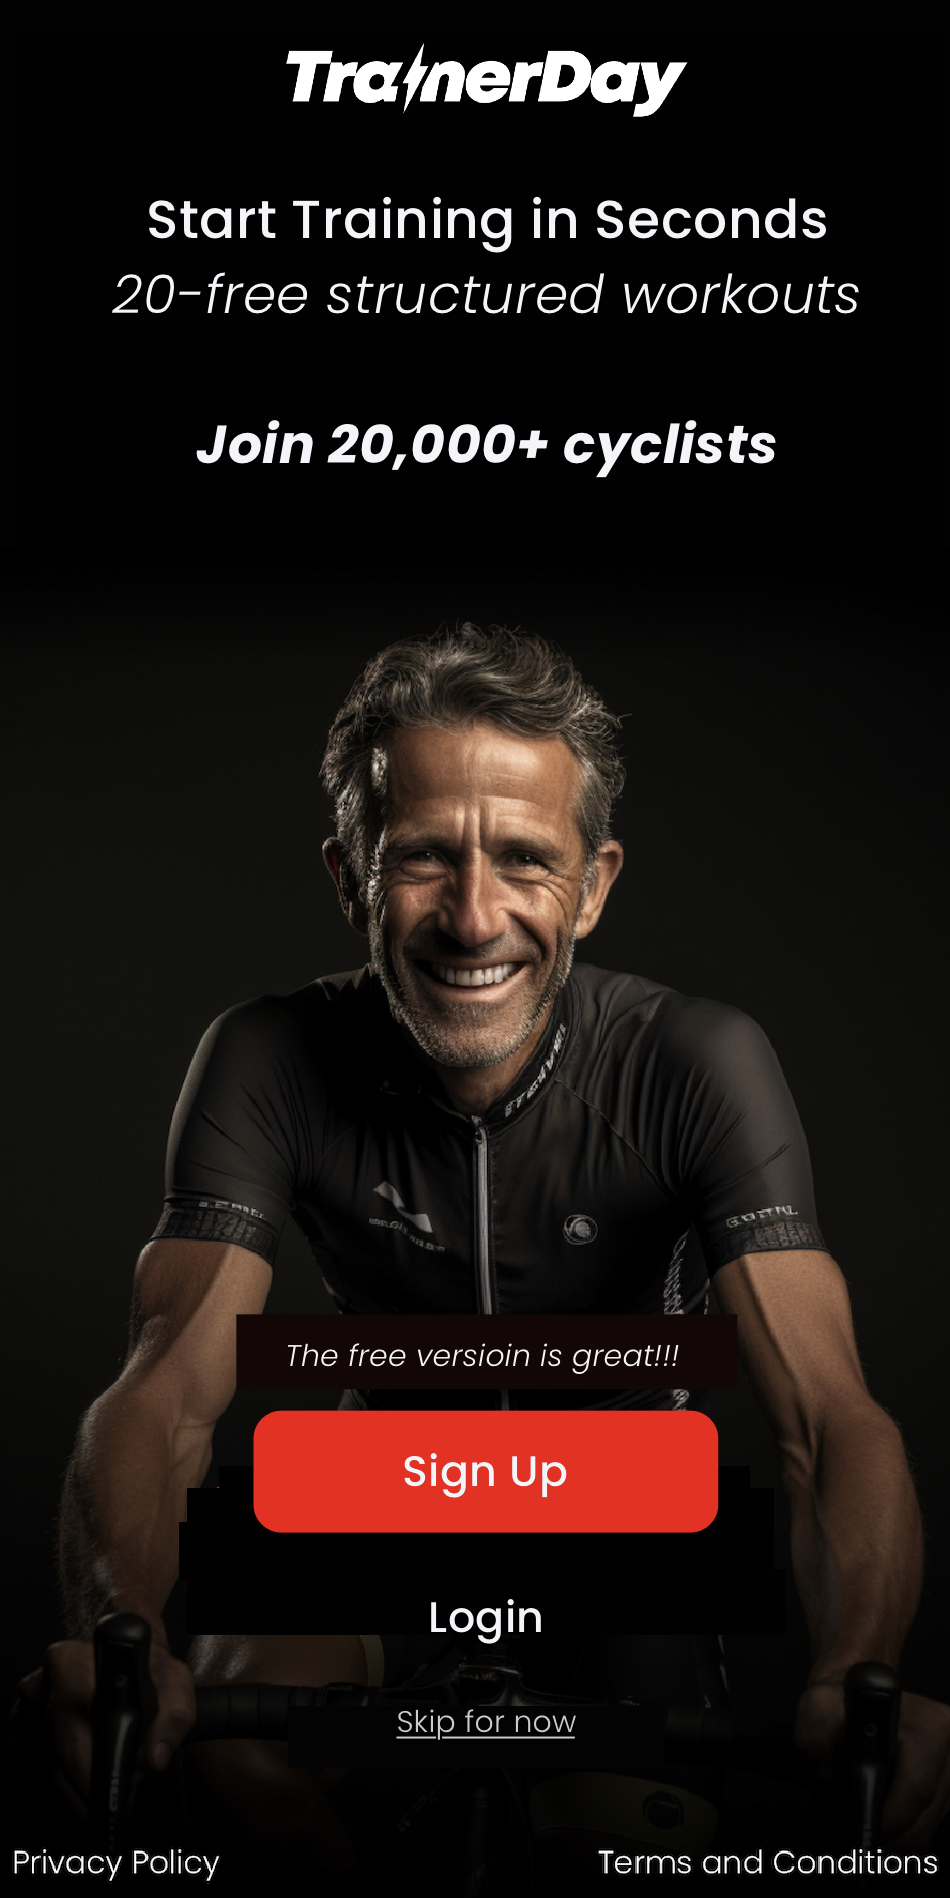 TrainerDay
Start Training in Seconds
20-free structured workouts
Join 20,000+ cyclists
The free versioin is great!!!
Sign Up
Login
Skip for now
Privacy Policy
Terms and Conditions